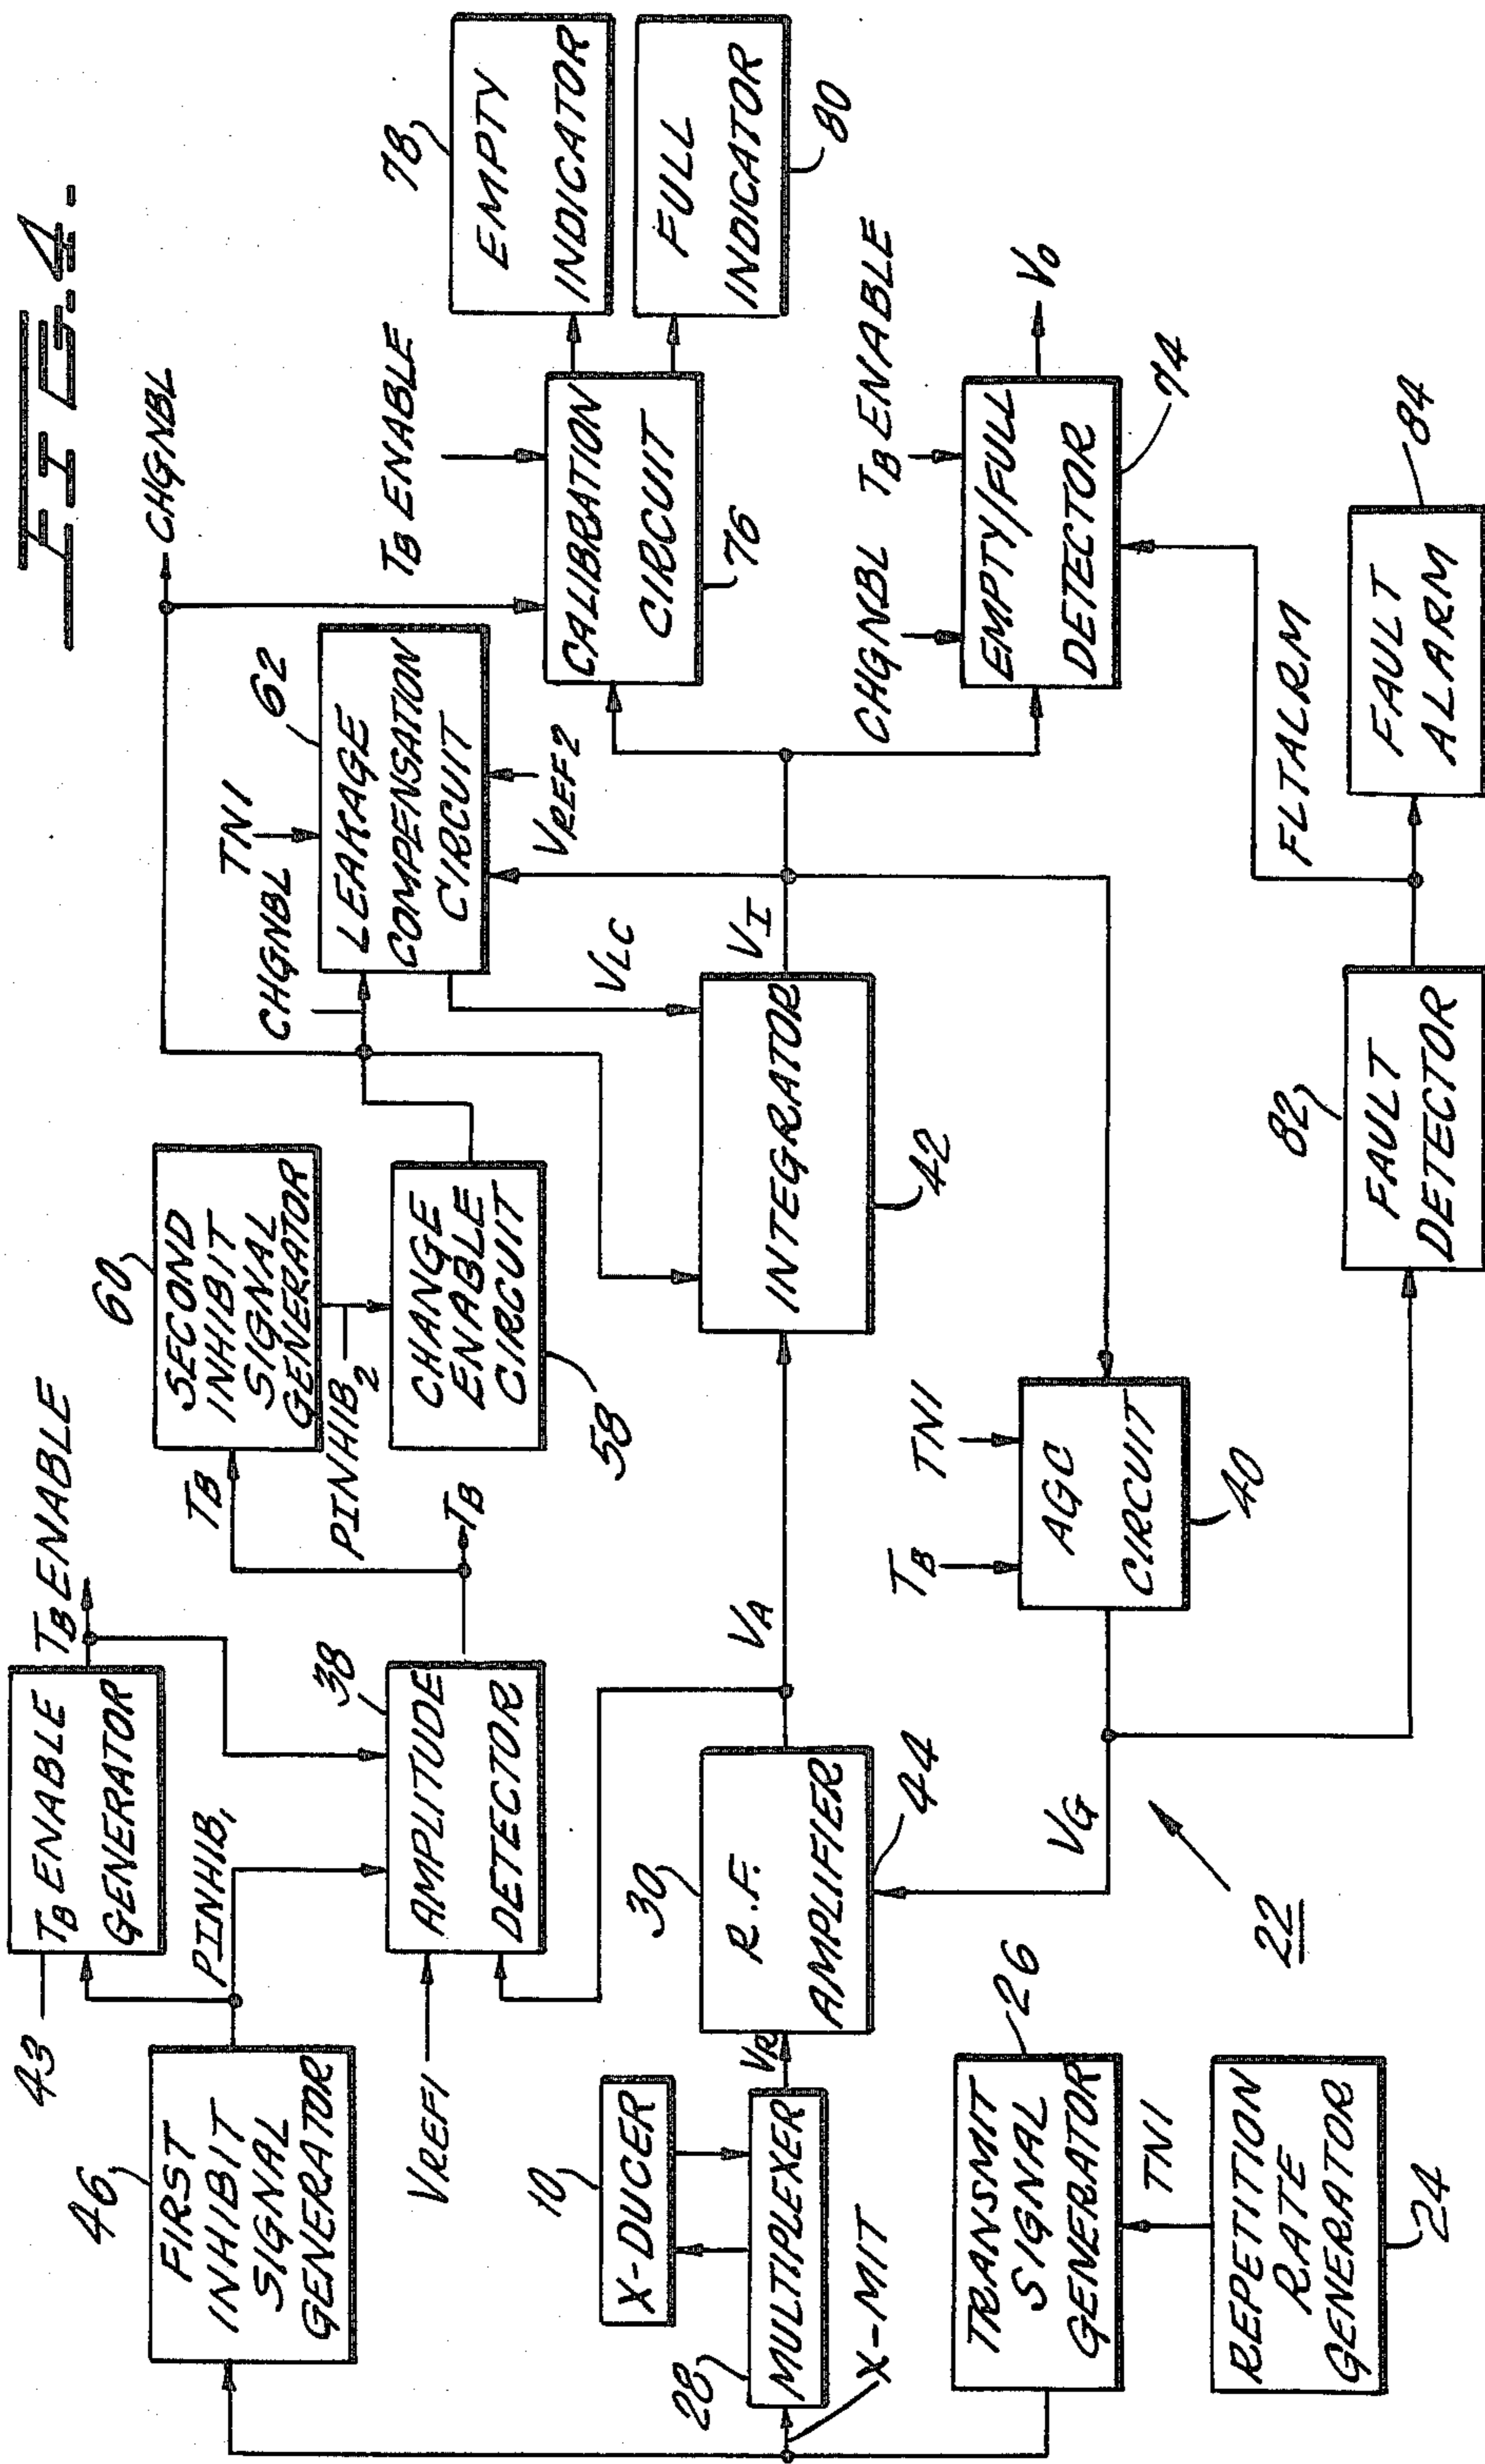 FIG. 4.
43
TB ENABLE
GENERATOR
TB ENABLE
60
SECOND
INHIBIT
SIGNAL
GENERATOR
CHGNBL
78
EMPTY
INDICATOR
46
FIRST
INHIBIT
SIGNAL
GENERATOR
PINHIB1
TB
PINHIB2
38
AMPLITUDE
DETECTOR
VREF1
TB
CHANGE
ENABLE
CIRCUIT
58
CHGNBL
TNI
62
LEAKAGE
COMPENSATION
CIRCUIT
VREF2
VLC
TB ENABLE
CALIBRATION
CIRCUIT
76
FULL
INDICATOR
80
10
X-DUCER
28
MULTIPLEXER
X-MIT
VR
30
R.F.
AMPLIFIER
44
VA
INTEGRATOR
42
VI
CHGNBL
TB ENABLE
EMPTY/FULL
DETECTOR
74
VO
TRANSMIT
SIGNAL
GENERATOR
26
TNI
REPETITION
RATE
GENERATOR
24
22
VG
TB
TNI
AGC
CIRCUIT
40
82
FAULT
DETECTOR
FLTALRM
FAULT
ALARM
84